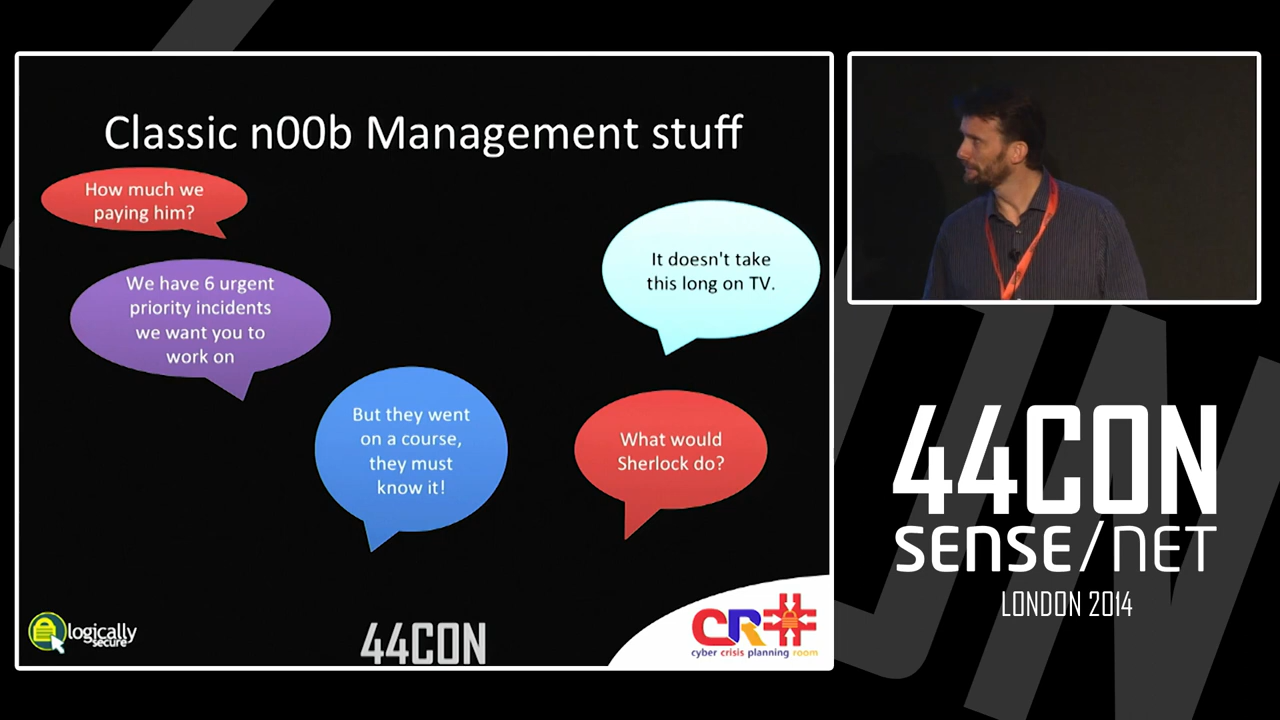 Classic n00b Management stuff
How much we
paying him?
We have 6 urgent
priority incidents
we want you to
work on
But they went
on a course,
they must
know it!
It doesn't take
this long on TV.
What would
Sherlock do?
logically
secure
44CON
CR
cyber crisis planning room
44CON
SENSE/NET
LONDON 2014